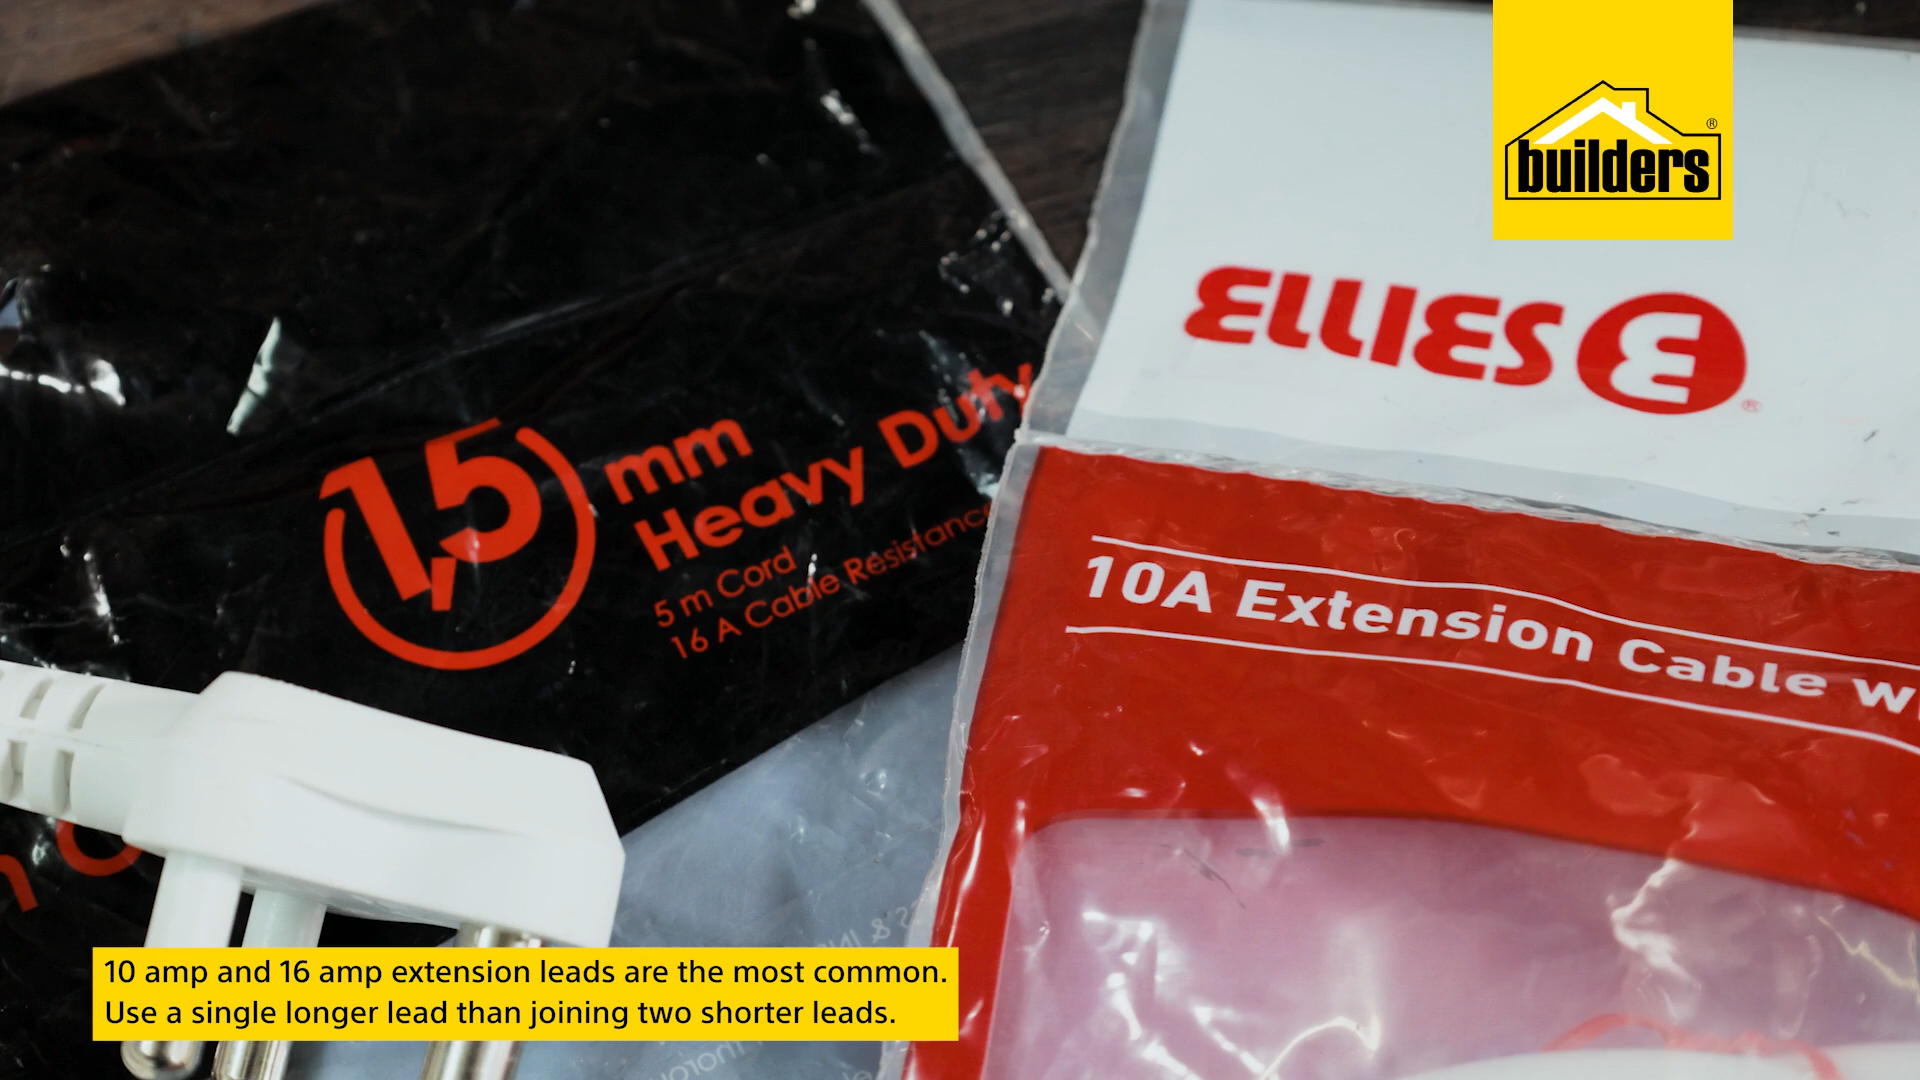 builders
®
ELLIES
®
1,5
mm
Heavy Duty
5 m Cord
16 A Cable Resistance
10A Extension Cable
10 amp and 16 amp extension leads are the most common.
Use a single longer lead than joining two shorter leads.